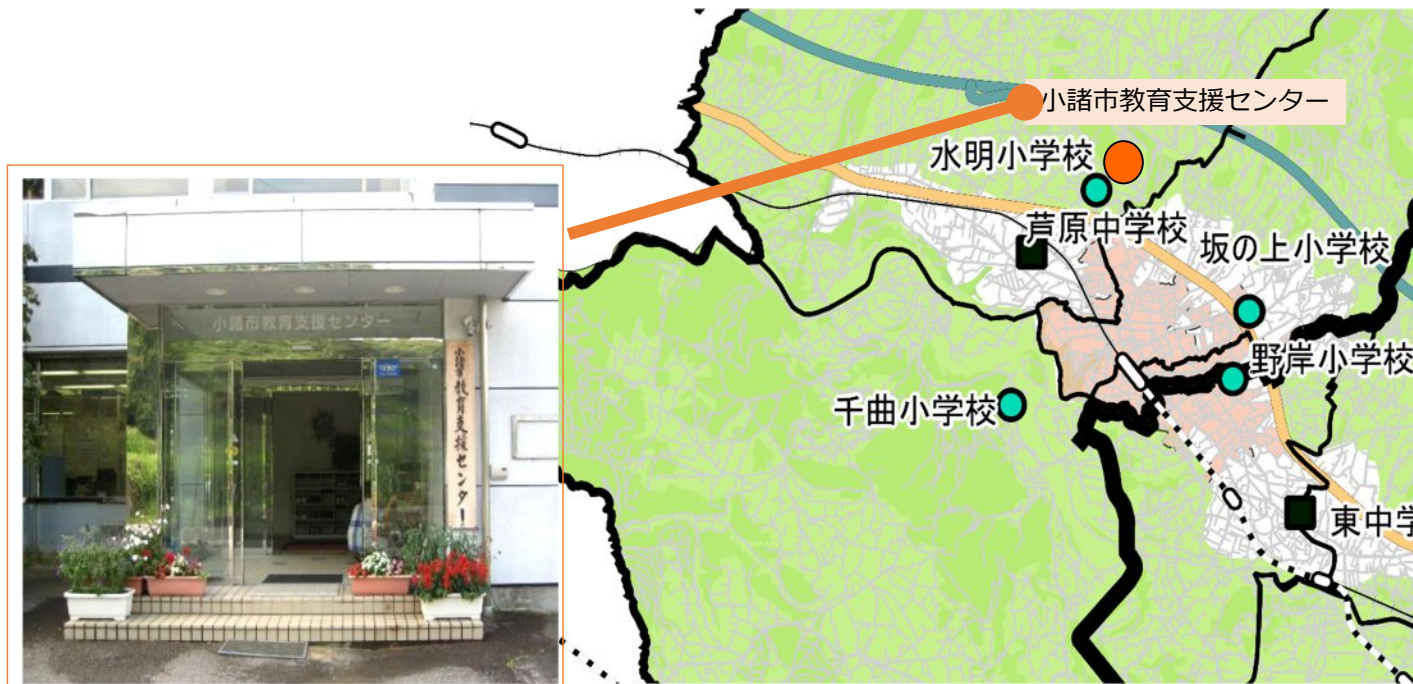 小諸市教育支援センター
水明小学校
芦原中学校
坂の上小学校
野岸小学校
千曲小学校
東中学
小諸市教育支援センター
小諸市教育支援センター